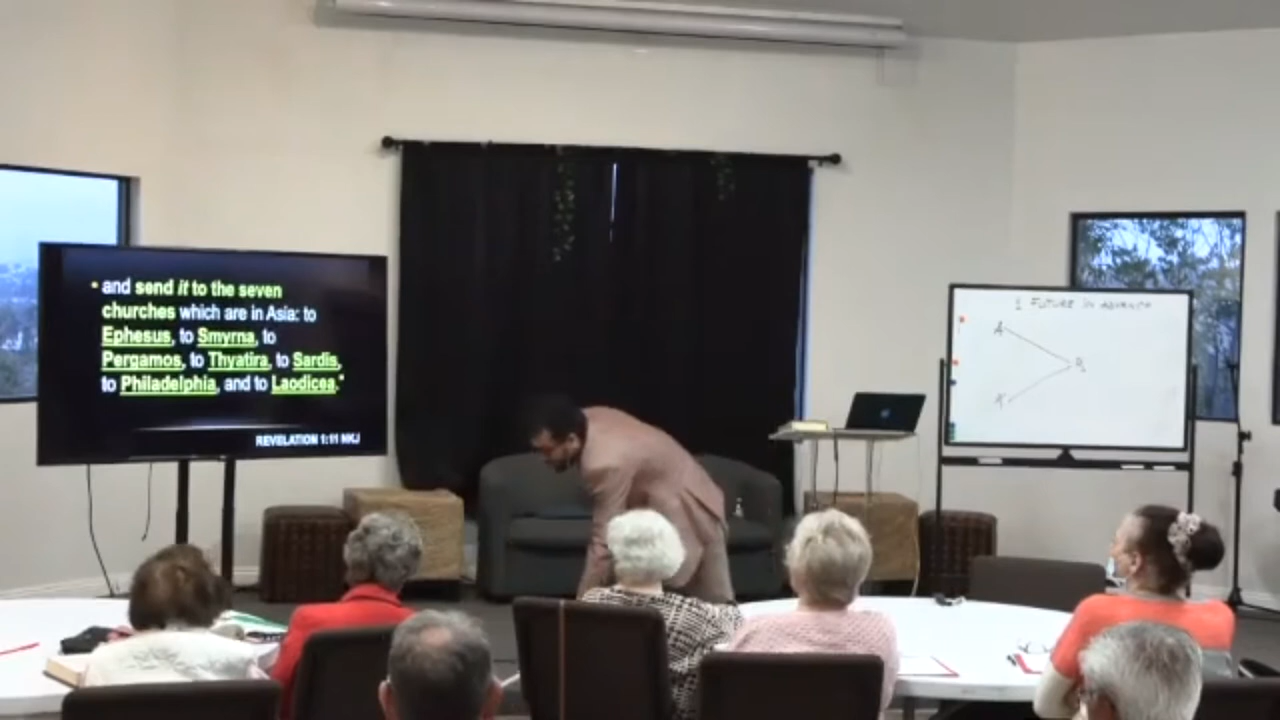 • and send it to the seven
churches which are in Asia: to
Ephesus, to Smyrna, to
Pergamos, to Thyatira, to Sardis,
to Philadelphia, and to Laodicea."
REVELATION 1:11 NKJ
FUTURE IN ADVANCE
A
A